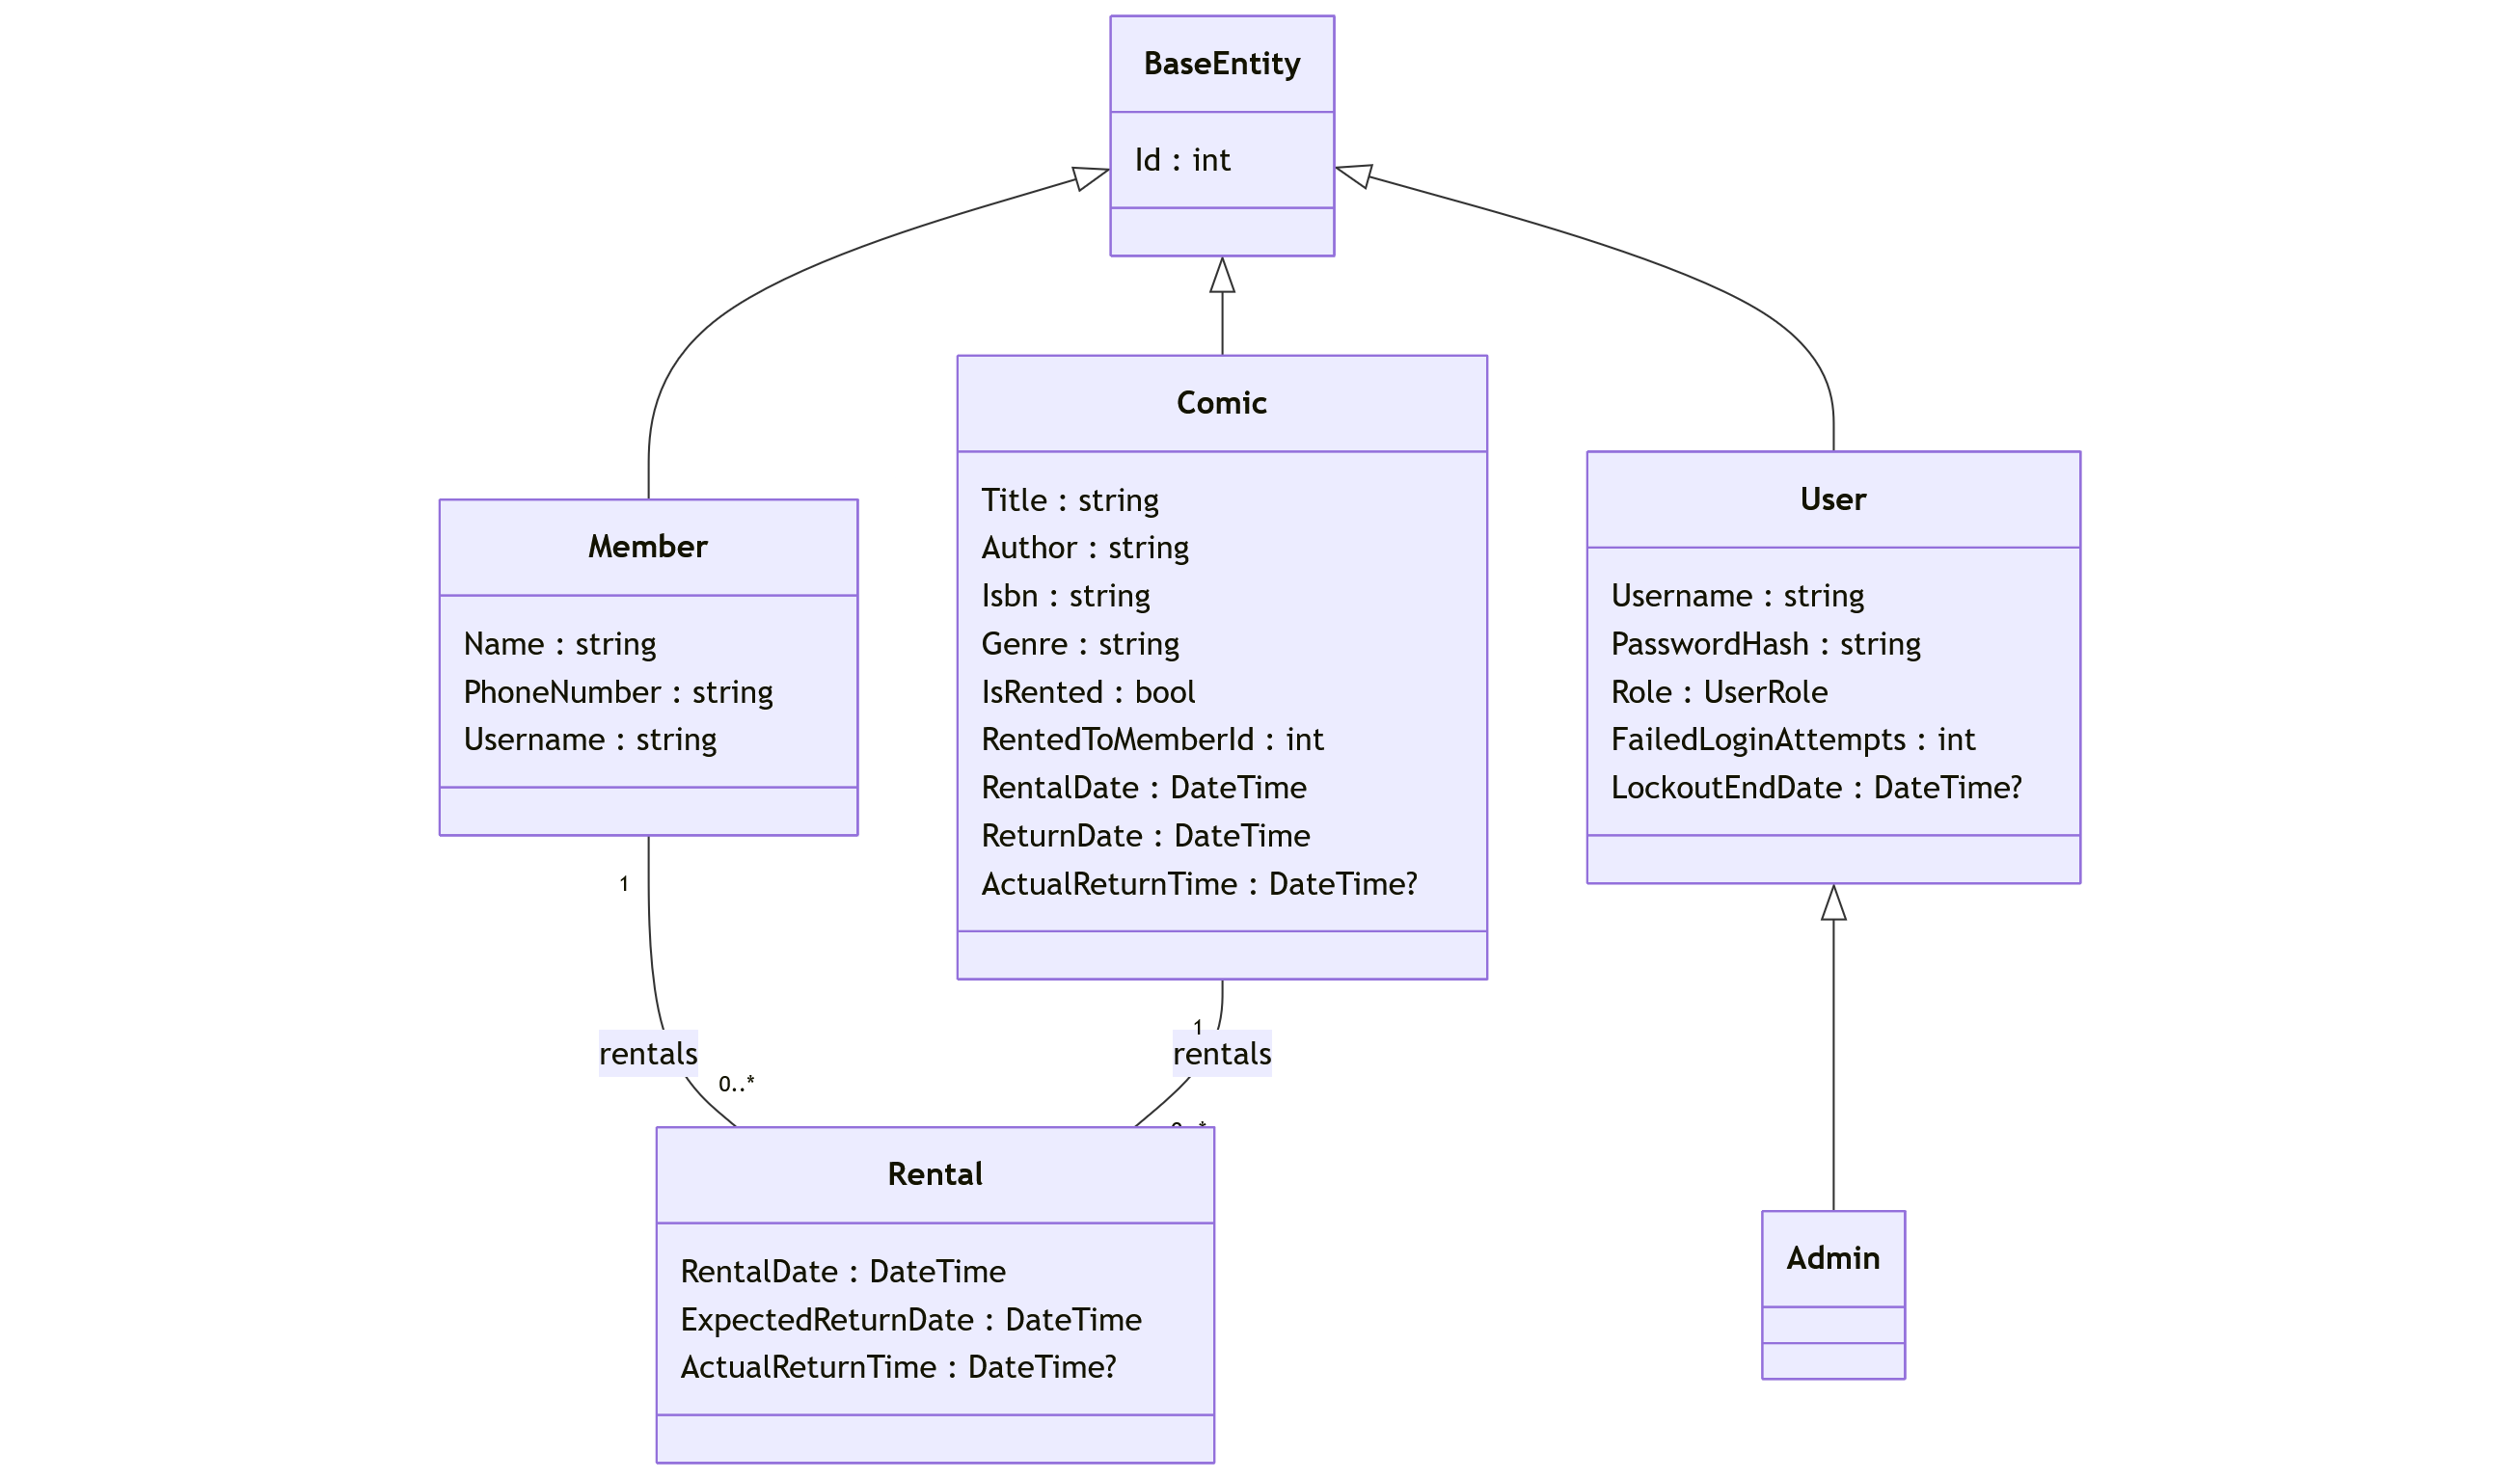 BaseEntity
Id : int
Comic
Title : string
Author : string
Isbn : string
Genre : string
IsRented : bool
RentedToMemberId : int
RentalDate : DateTime
ReturnDate : DateTime
ActualReturnTime : DateTime?
User
Username : string
PasswordHash : string
Role : UserRole
FailedLoginAttempts : int
LockoutEndDate : DateTime?
Member
Name : string
PhoneNumber : string
Username : string
1
rentals
0..*
1
rentals
Rental
RentalDate : DateTime
ExpectedReturnDate : DateTime
ActualReturnTime : DateTime?
Admin